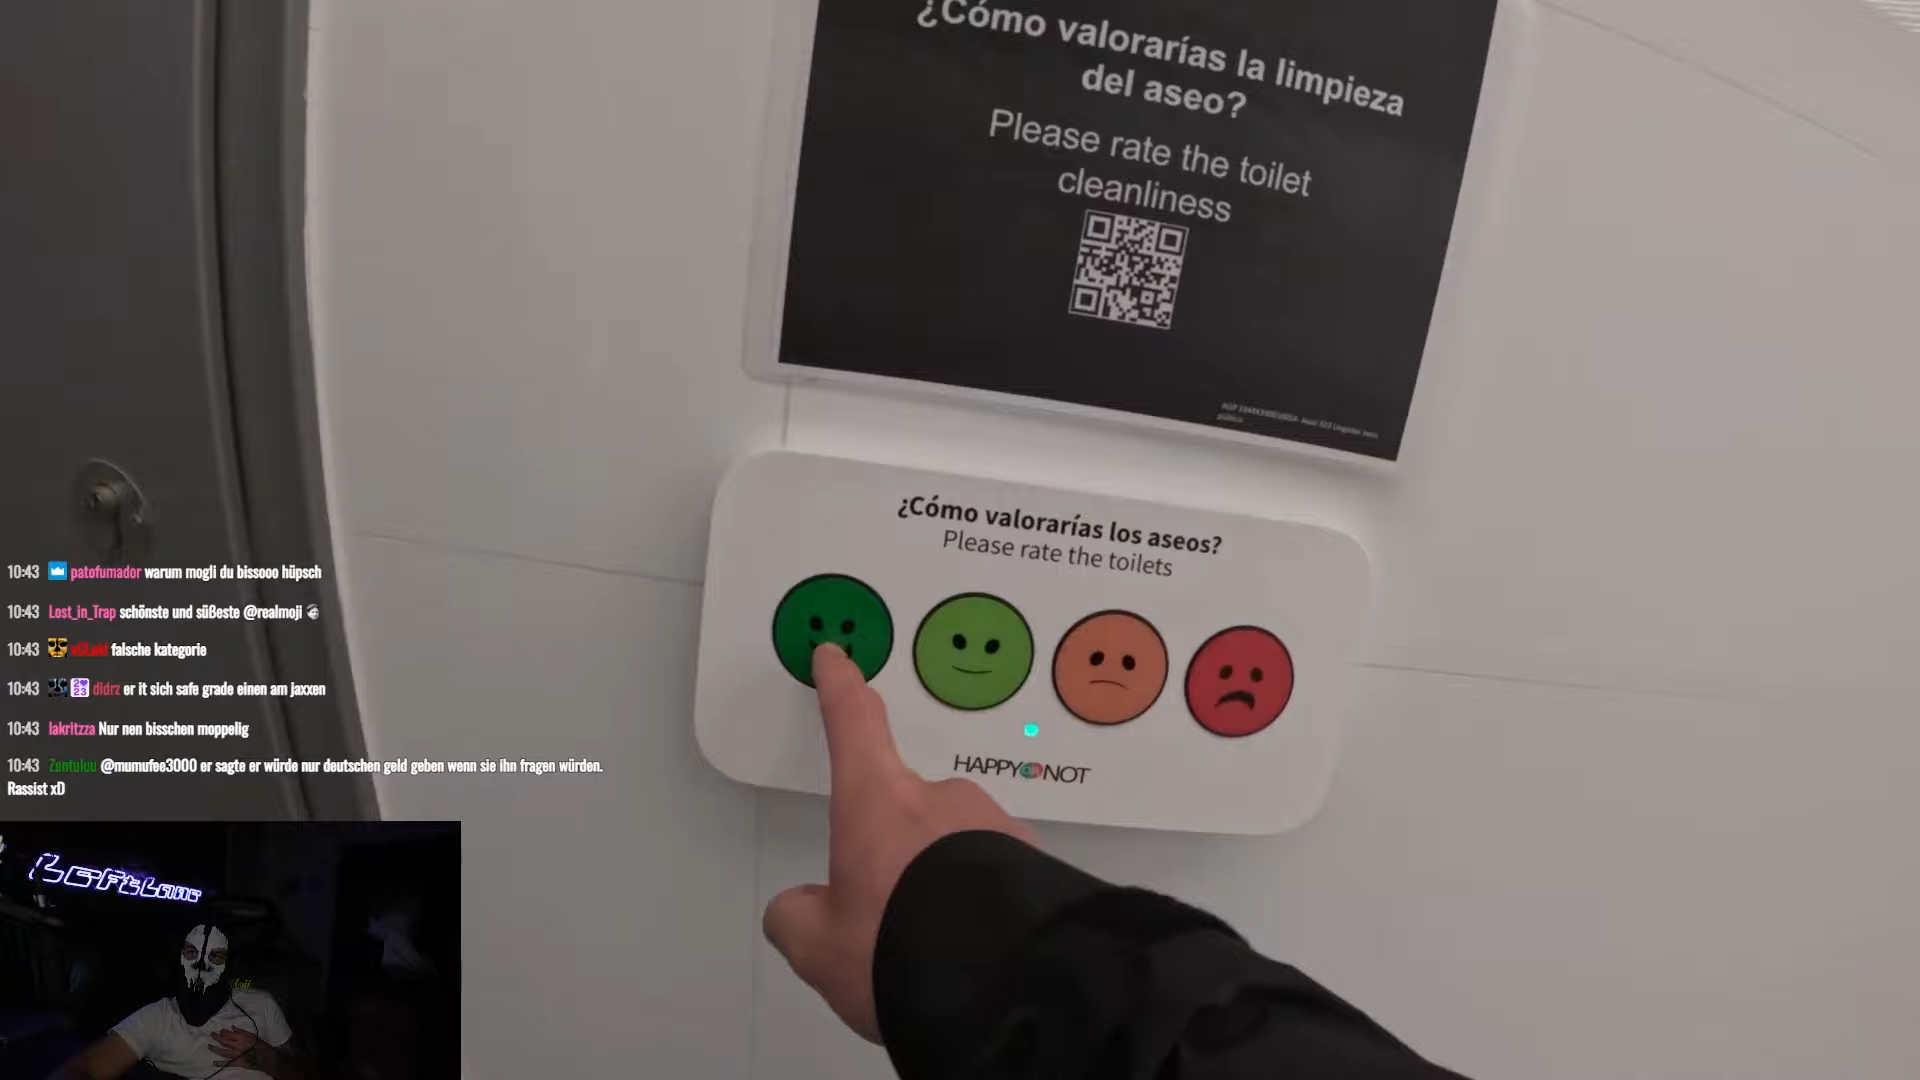 ¿Cómo valorarías la limpieza
del aseo?
Please rate the toilet
cleanliness
¿Cómo valorarías los aseos?
Please rate the toilets
HAPPY OR NOT
10:43 patofumador warum mogli du bissooo hüpsch
10:43 Lost_in_Trap schönste und süßeste @realmoji
10:43 falsche kategorie
10:43 didrz er it sich safe grade einen am jaxxen
10:43 lakritzza Nur nen bisschen moppelig
10:43 Zentuluu @mumufee3000 er sagte er würde nur deutschen geld geben wenn sie ihn fragen würden.
Rassist xD